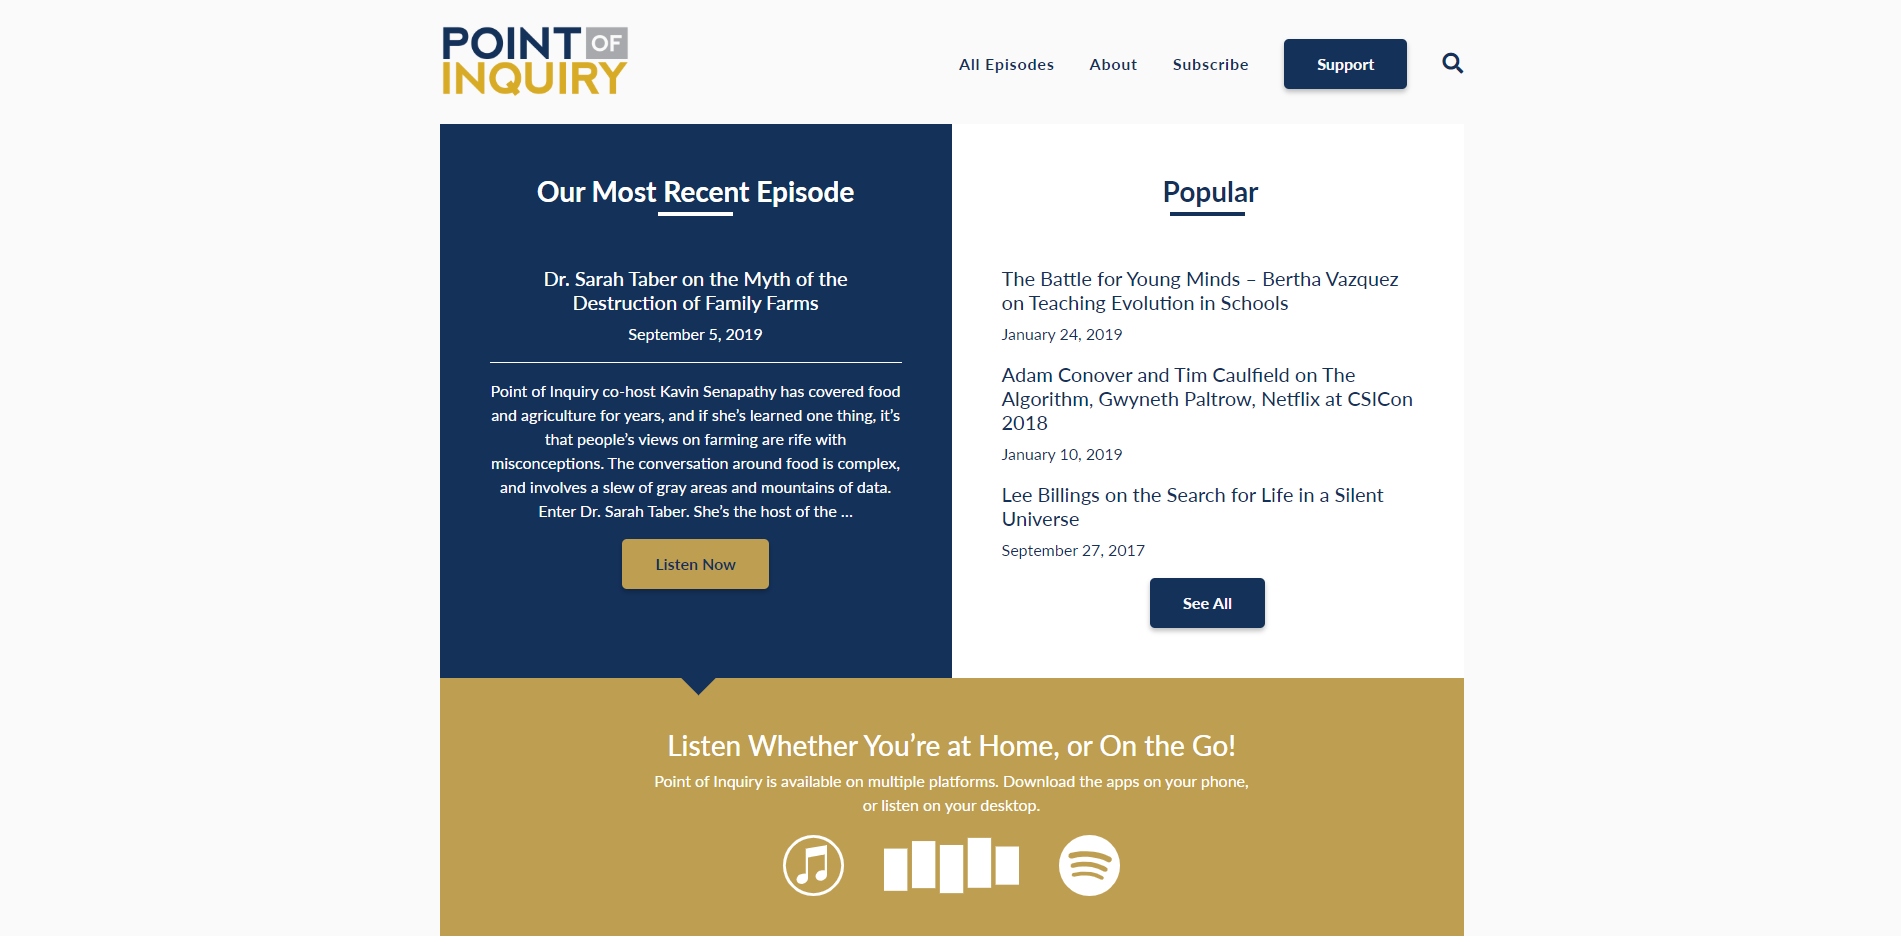 POINT OF
INQUIRY
All Episodes
About
Subscribe
Support
Our Most Recent Episode
Dr. Sarah Taber on the Myth of the
Destruction of Family Farms
September 5, 2019
Point of Inquiry co-host Kavin Senapathy has covered food
and agriculture for years, and if she’s learned one thing, it’s
that people’s views on farming are rife with
misconceptions. The conversation around food is complex,
and involves a slew of gray areas and mountains of data.
Enter Dr. Sarah Taber. She’s the host of the ...
Listen Now
Popular
The Battle for Young Minds – Bertha Vazquez
on Teaching Evolution in Schools
January 24, 2019
Adam Conover and Tim Caulfield on The
Algorithm, Gwyneth Paltrow, Netflix at CSICon
2018
January 10, 2019
Lee Billings on the Search for Life in a Silent
Universe
September 27, 2017
See All
Listen Whether You’re at Home, or On the Go!
Point of Inquiry is available on multiple platforms. Download the apps on your phone,
or listen on your desktop.